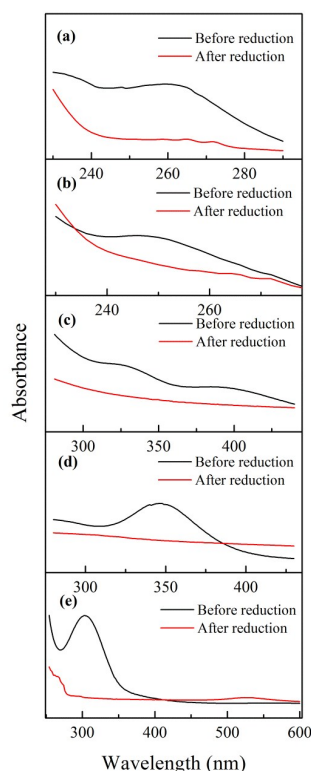 (a)
Before reduction
After reduction
240 260 280
(b)
Before reduction
After reduction
240 260
(c)
Before reduction
After reduction
300 350 400
(d)
Before reduction
After reduction
300 350 400
(e)
Before reduction
After reduction
300 400 500 600
Absorbance
Wavelength (nm)